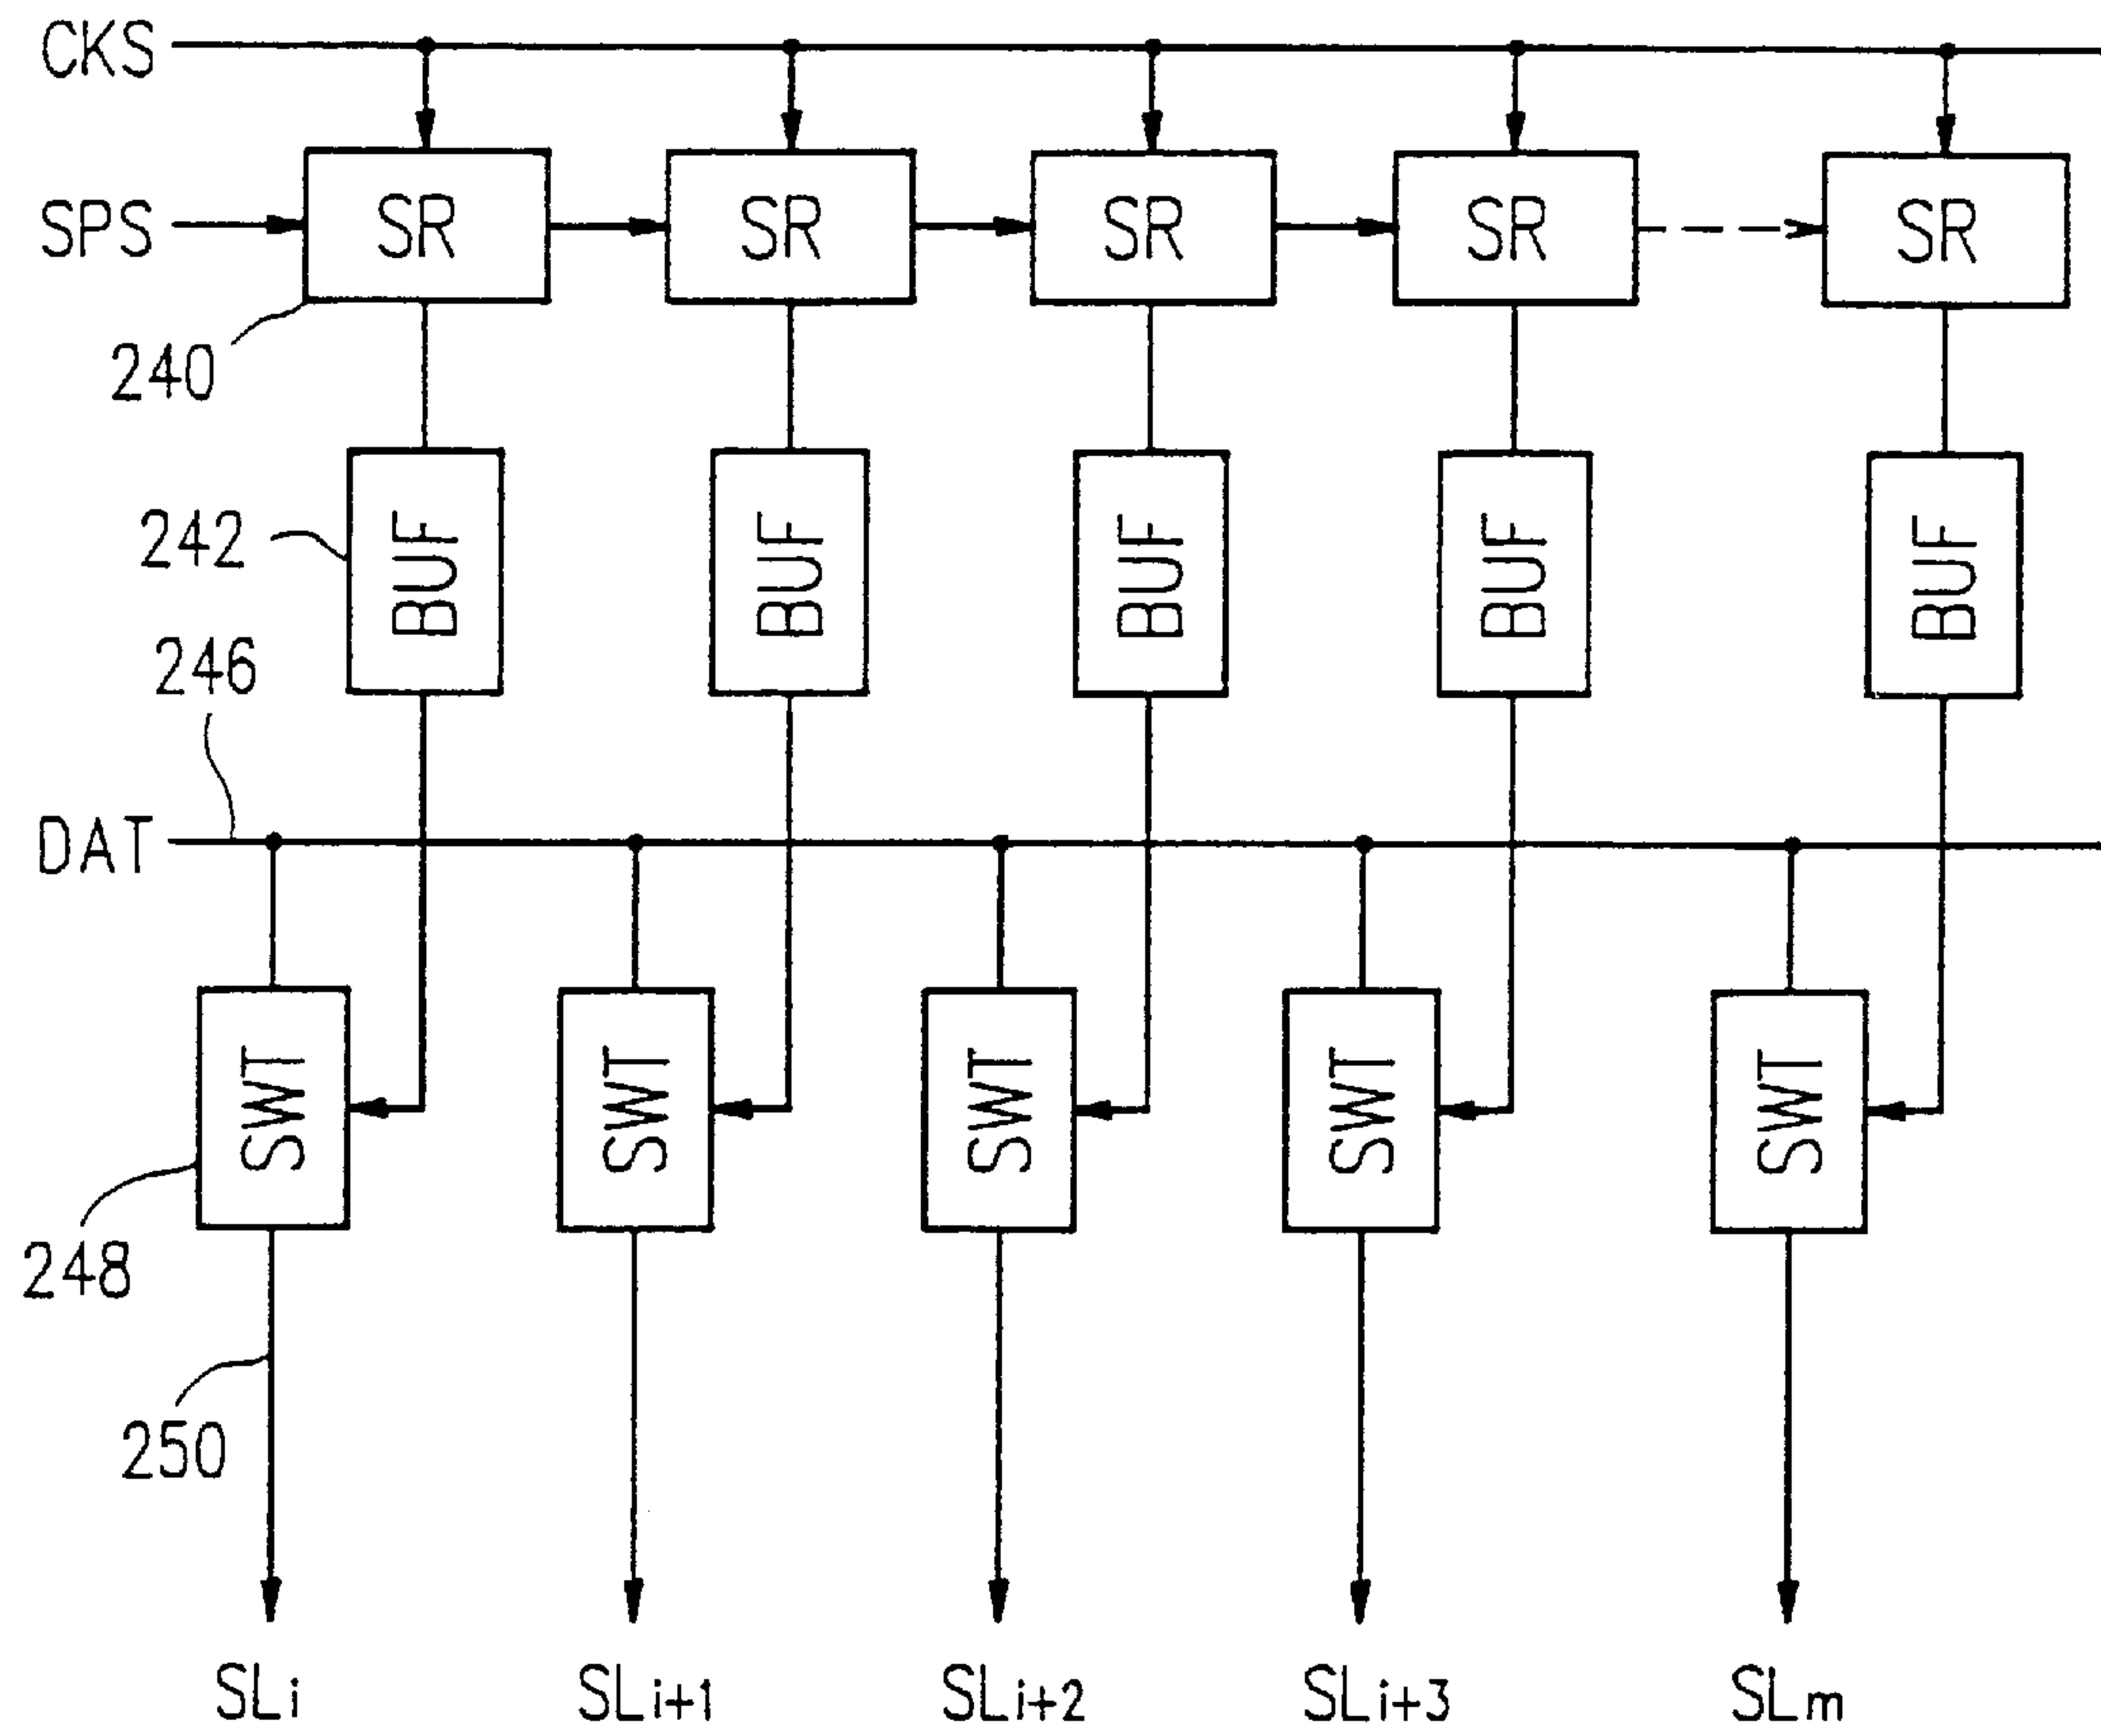 CKS
SPS SR SR SR SR SR
240
242 BUF BUF BUF BUF BUF
246
DAT
SWT SWT SWT SWT SWT
248
250
SLi SLi+1 SLi+2 SLi+3 SLm